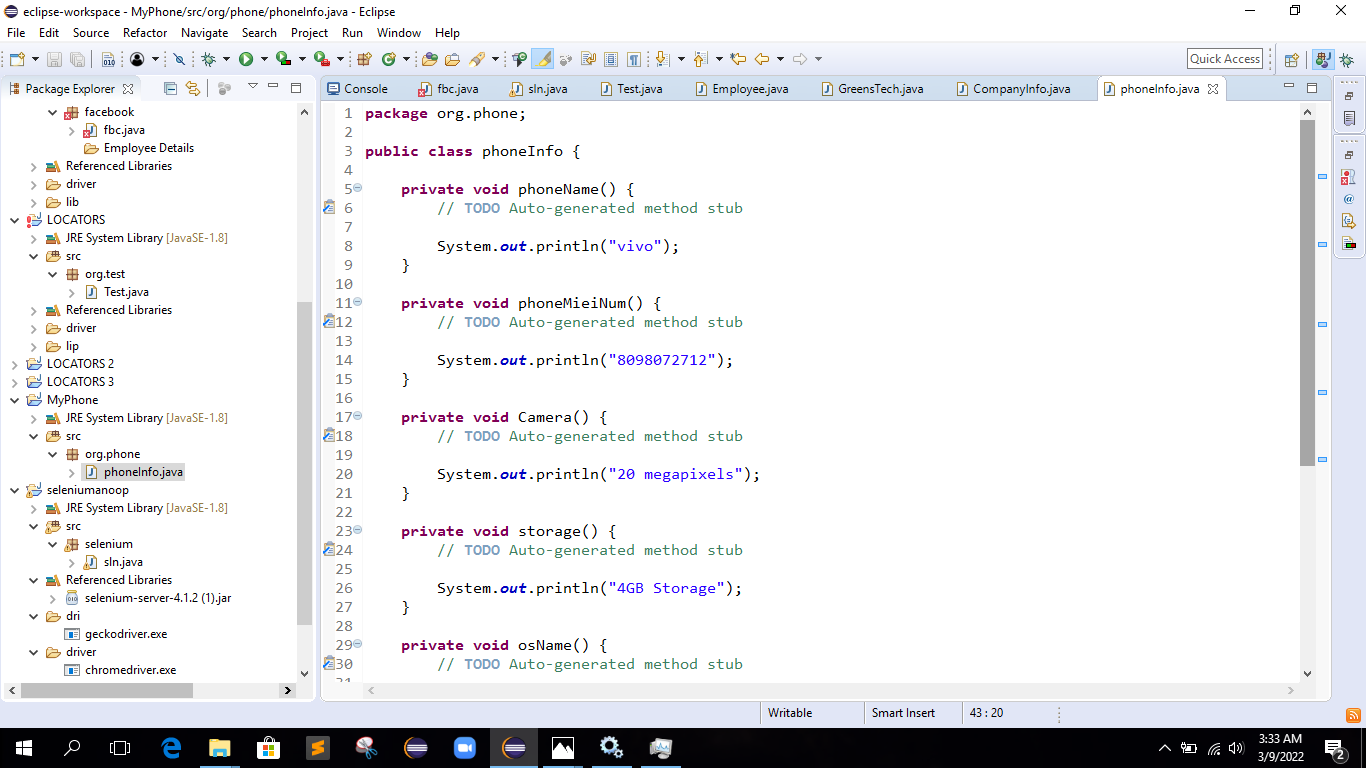 eclipse-workspace - MyPhone/src/org/phone/phoneInfo.java - Eclipse
File Edit Source Refactor Navigate Search Project Run Window Help
Quick Access
Package Explorer
facebook
fbc.java
Employee Details
Referenced Libraries
driver
lib
LOCATORS
JRE System Library [JavaSE-1.8]
src
org.test
Test.java
Referenced Libraries
driver
lip
LOCATORS 2
LOCATORS 3
MyPhone
JRE System Library [JavaSE-1.8]
src
org.phone
phoneInfo.java
seleniumanoop
JRE System Library [JavaSE-1.8]
src
selenium
sln.java
Referenced Libraries
selenium-server-4.1.2 (1).jar
dri
geckodriver.exe
driver
chromedriver.exe
Console fbc.java sln.java Test.java Employee.java GreensTech.java CompanyInfo.java phoneInfo.java
1 package org.phone;
2
3 public class phoneInfo {
4
5 private void phoneName() {
6 // TODO Auto-generated method stub
7
8 System.out.println("vivo");
9 }
10
11 private void phoneMieiNum() {
12 // TODO Auto-generated method stub
13
14 System.out.println("8098072712");
15 }
16
17 private void Camera() {
18 // TODO Auto-generated method stub
19
20 System.out.println("20 megapixels");
21 }
22
23 private void storage() {
24 // TODO Auto-generated method stub
25
26 System.out.println("4GB Storage");
27 }
28
29 private void osName() {
30 // TODO Auto-generated method stub
Writable Smart Insert 43 : 20
3:33 AM
3/9/2022
2